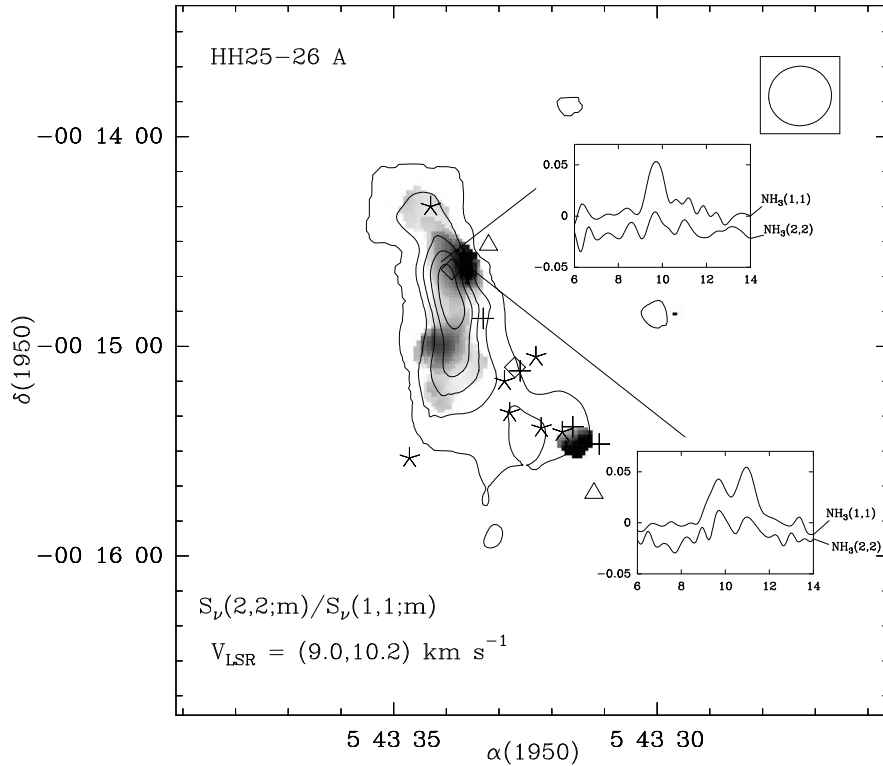 HH25−26 A
−00 14 00
−00 15 00
−00 16 00
δ(1950)
0.05
0
−0.05
6 8 10 12 14
NH₃(1,1)
NH₃(2,2)
0.05
0
−0.05
6 8 10 12 14
NH₃(1,1)
NH₃(2,2)
S_ν(2,2;m)/S_ν(1,1;m)
V_LSR = (9.0,10.2) km s⁻¹
5 43 35 5 43 30
α(1950)